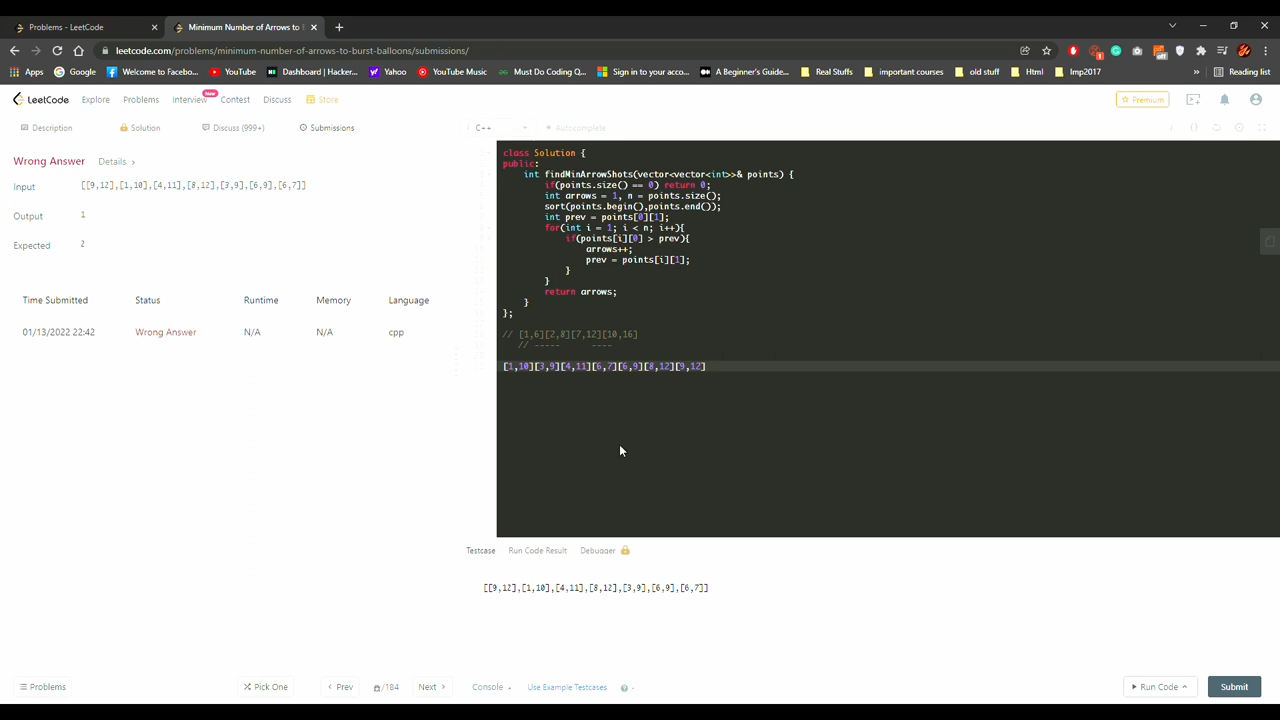 Problems - LeetCode
Minimum Number of Arrows to
leetcode.com/problems/minimum-number-of-arrows-to-burst-balloons/submissions/
Apps Google Welcome to Facebo... YouTube Dashboard | Hacker... Yahoo YouTube Music Must Do Coding Q... Sign in to your acco... A Beginner's Guide... Real Stuffs important courses old stuff Html Imp2017 » Reading list
LeetCode Explore Problems Interview New Contest Discuss Store Premium
Description Solution Discuss (999+) Submissions C++ Autocomplete
Wrong Answer Details >
Input [[9,12],[1,10],[4,11],[8,12],[3,9],[6,9],[6,7]]
Output 1
Expected 2
Time Submitted Status Runtime Memory Language
01/13/2022 22:42 Wrong Answer N/A N/A cpp
class Solution {
public:
int findMinArrowShots(vector<vector<int>>& points) {
if(points.size() == 0) return 0;
int arrows = 1, n = points.size();
sort(points.begin(),points.end());
int prev = points[0][1];
for(int i = 1; i < n; i++){
if(points[i][0] > prev){
arrows++;
prev = points[i][1];
}
}
return arrows;
}
};
// [1,6][2,8][7,12][10,16]
// ----- ----
[1,10][3,9][4,11][6,7][6,9][8,12][9,12]
Testcase Run Code Result Debugger
[[9,12],[1,10],[4,11],[8,12],[3,9],[6,9],[6,7]]
Problems Pick One < Prev /184 Next > Console Use Example Testcases Run Code Submit